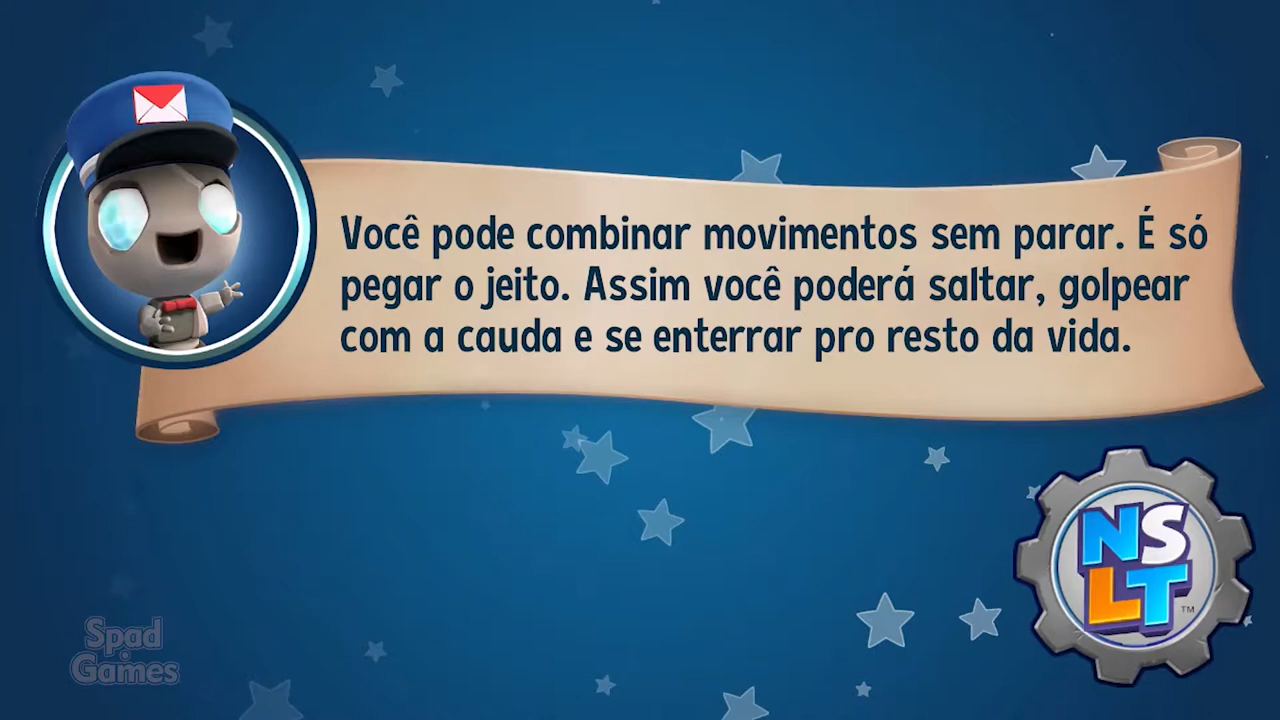 Você pode combinar movimentos sem parar. É só
pegar o jeito. Assim você poderá saltar, golpear
com a cauda e se enterrar pro resto da vida.
NS
LT
TM
Spad
Games